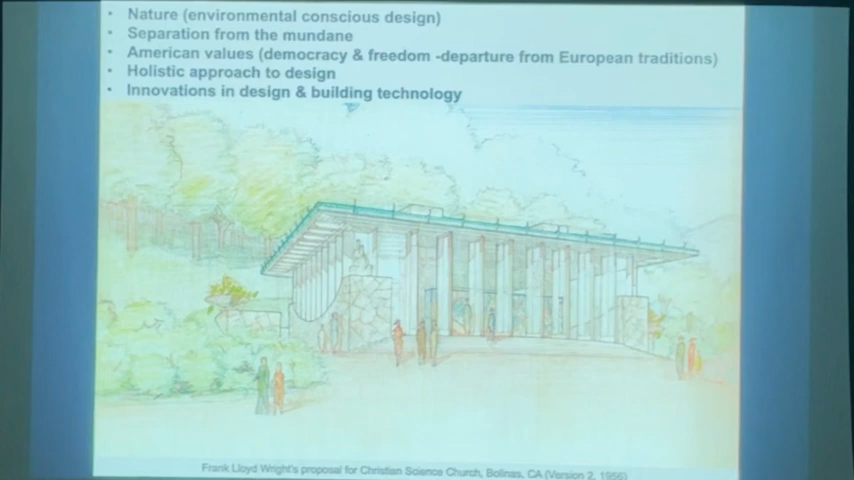 • Nature (environmental conscious design)
• Separation from the mundane
• American values (democracy & freedom -departure from European traditions)
• Holistic approach to design
• Innovations in design & building technology
Frank Lloyd Wright's proposal for Christian Science Church, Bolinas, CA (Version 2, 1956)